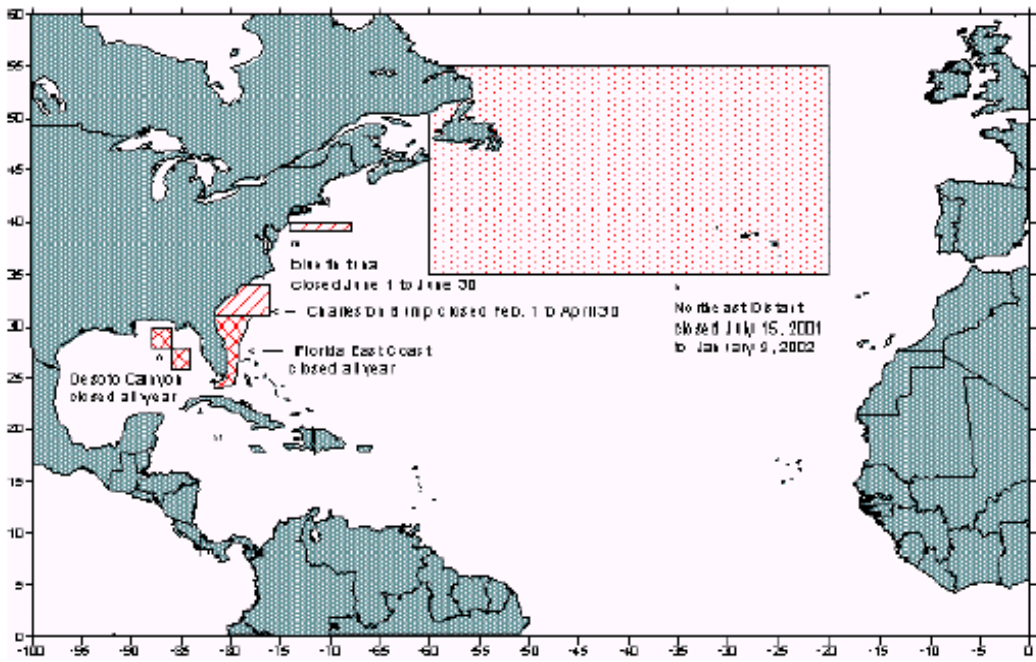 60
55
50
45
40
35
30
25
20
15
10
5
0
bluefin tuna
closed June 1 to June 30
Charleston Bump closed Feb. 1 to April 30
Florida East Coast
closed all year
Desoto Canyon
closed all year
Northeast Distant
closed July 15, 2001
to January 9, 2002
-100 -95 -90 -85 -80 -75 -70 -65 -60 -55 -50 -45 -40 -35 -30 -25 -20 -15 -10 -5 00